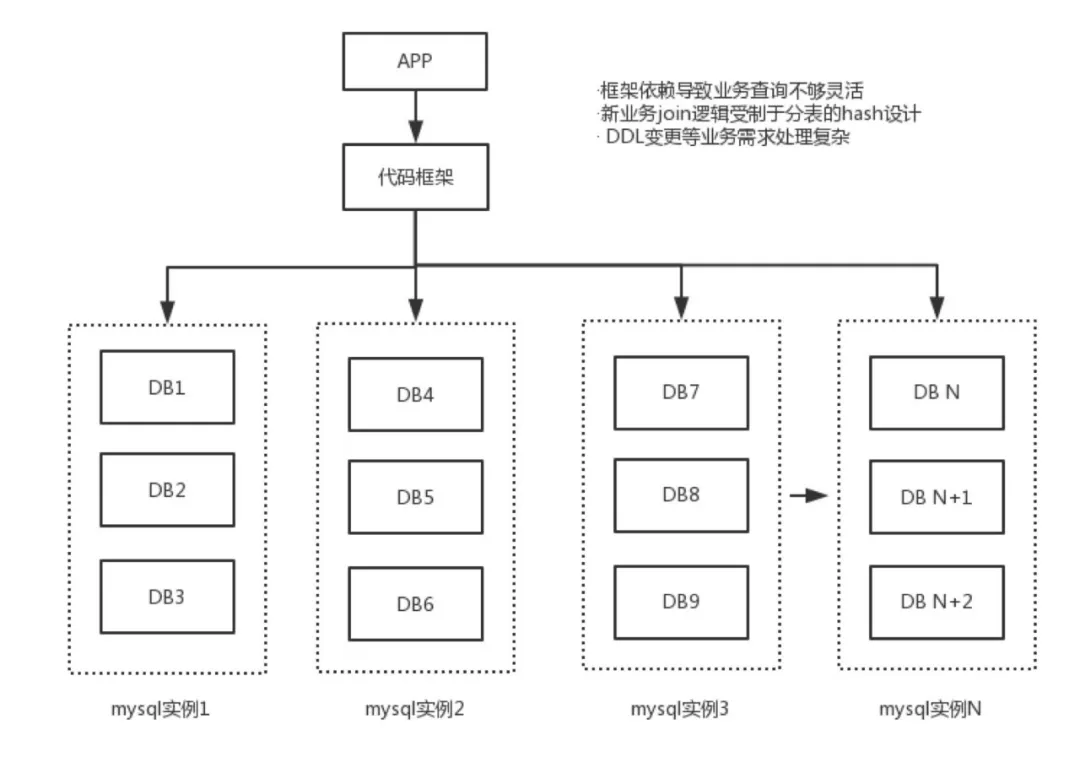 APP
·框架依赖导致业务查询不够灵活
·新业务join逻辑受制于分表的hash设计
· DDL变更等业务需求处理复杂
代码框架
DB1
DB4
DB7
DB N
DB2
DB5
DB8
DB N+1
DB3
DB6
DB9
DB N+2
mysql实例1
mysql实例2
mysql实例3
mysql实例N